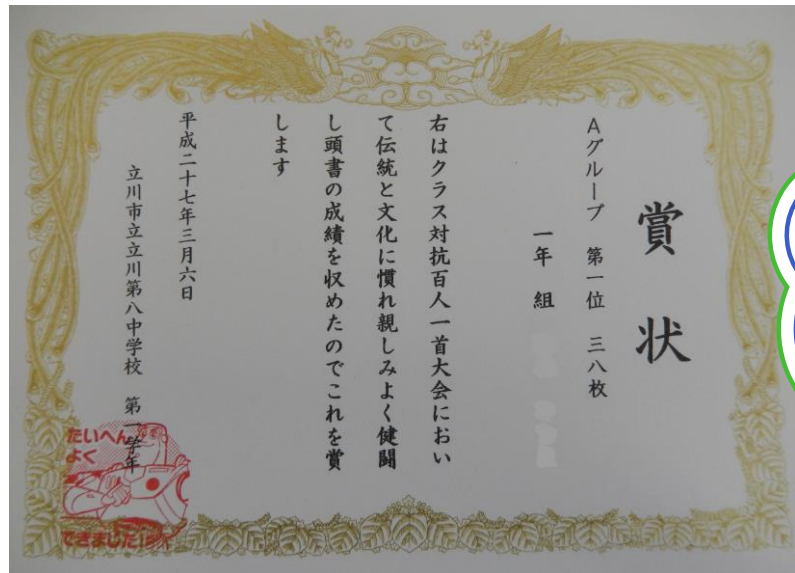 賞状
Aグループ 第一位 三八枚
一年 組
右はクラス対抗百人一首大会におい
て伝統と文化に慣れ親しみよく健闘
し頭書の成績を収めたのでこれを賞
します
平成二十七年三月六日
立川市立立川第八中学校 第一学年
たいへん
よく
できました!